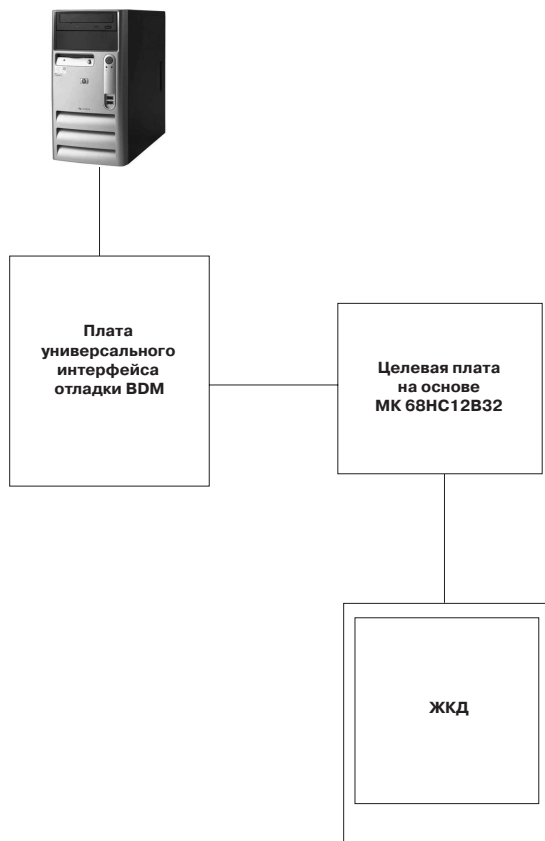 Плата
универсального
интерфейса
отладки BDM
Целевая плата
на основе
МК 68НС12В32
ЖКД